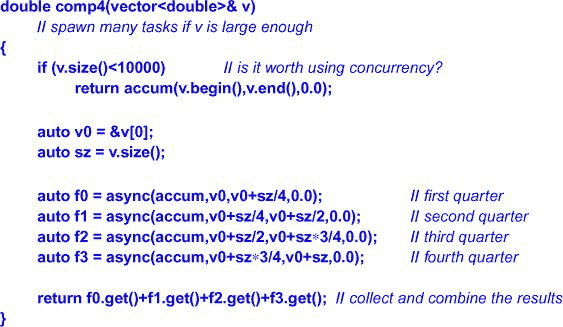 double comp4(vector<double>& v)
// spawn many tasks if v is large enough
{
if (v.size()<10000) // is it worth using concurrency?
return accum(v.begin(),v.end(),0.0);
auto v0 = &v[0];
auto sz = v.size();
auto f0 = async(accum,v0,v0+sz/4,0.0); // first quarter
auto f1 = async(accum,v0+sz/4,v0+sz/2,0.0); // second quarter
auto f2 = async(accum,v0+sz/2,v0+sz*3/4,0.0); // third quarter
auto f3 = async(accum,v0+sz*3/4,v0+sz,0.0); // fourth quarter
return f0.get()+f1.get()+f2.get()+f3.get(); // collect and combine the results
}